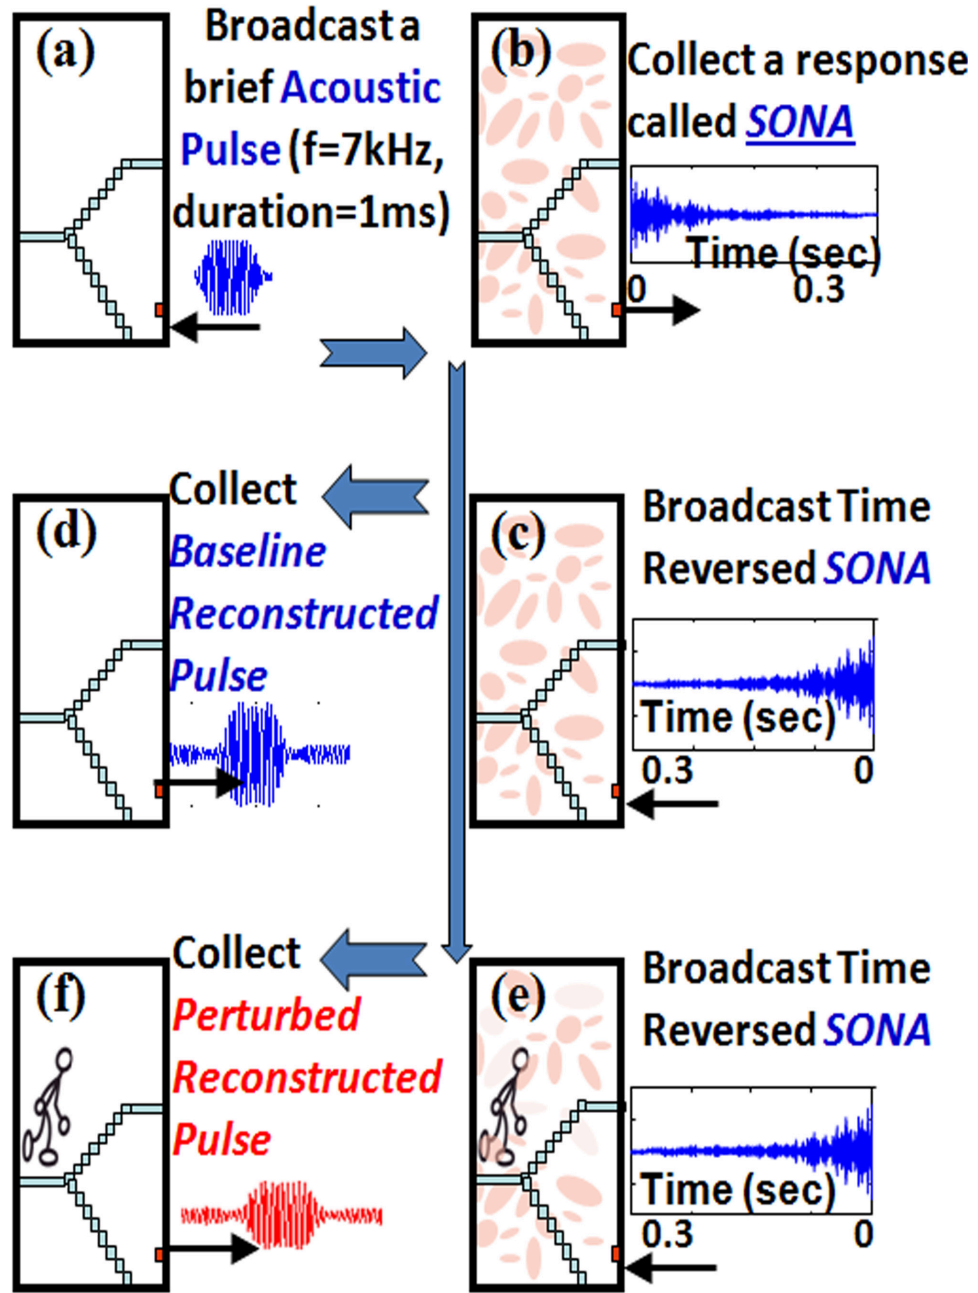 (a)
Broadcast a
brief Acoustic
Pulse (f=7kHz,
duration=1ms)
(b)
Collect a response
called SONA
Time (sec)
0 0.3
(d)
Collect
Baseline
Reconstructed
Pulse
(c)
Broadcast Time
Reversed SONA
Time (sec)
0.3 0
(f)
Collect
Perturbed
Reconstructed
Pulse
(e)
Broadcast Time
Reversed SONA
Time (sec)
0.3 0